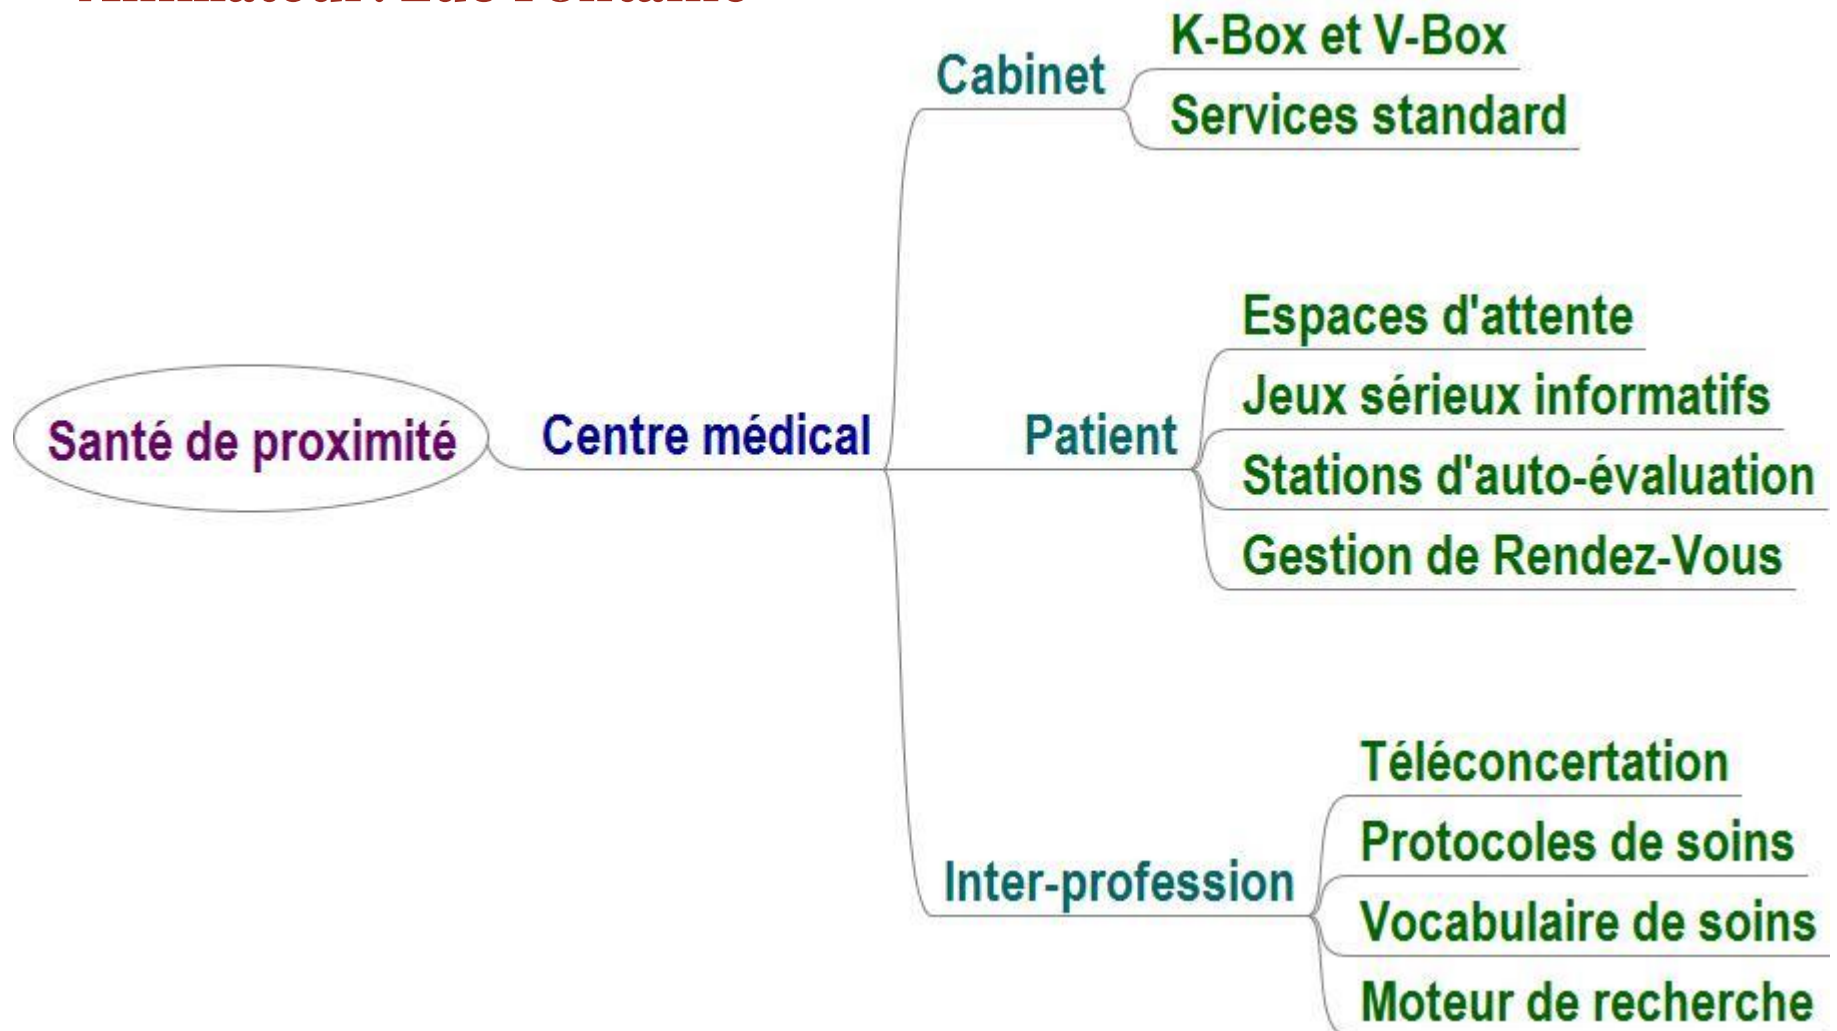 K-Box et V-Box
Cabinet
Services standard
Espaces d'attente
Jeux sérieux informatifs
Santé de proximité
Centre médical
Patient
Stations d'auto-évaluation
Gestion de Rendez-Vous
Téléconcertation
Protocoles de soins
Inter-profession
Vocabulaire de soins
Moteur de recherche